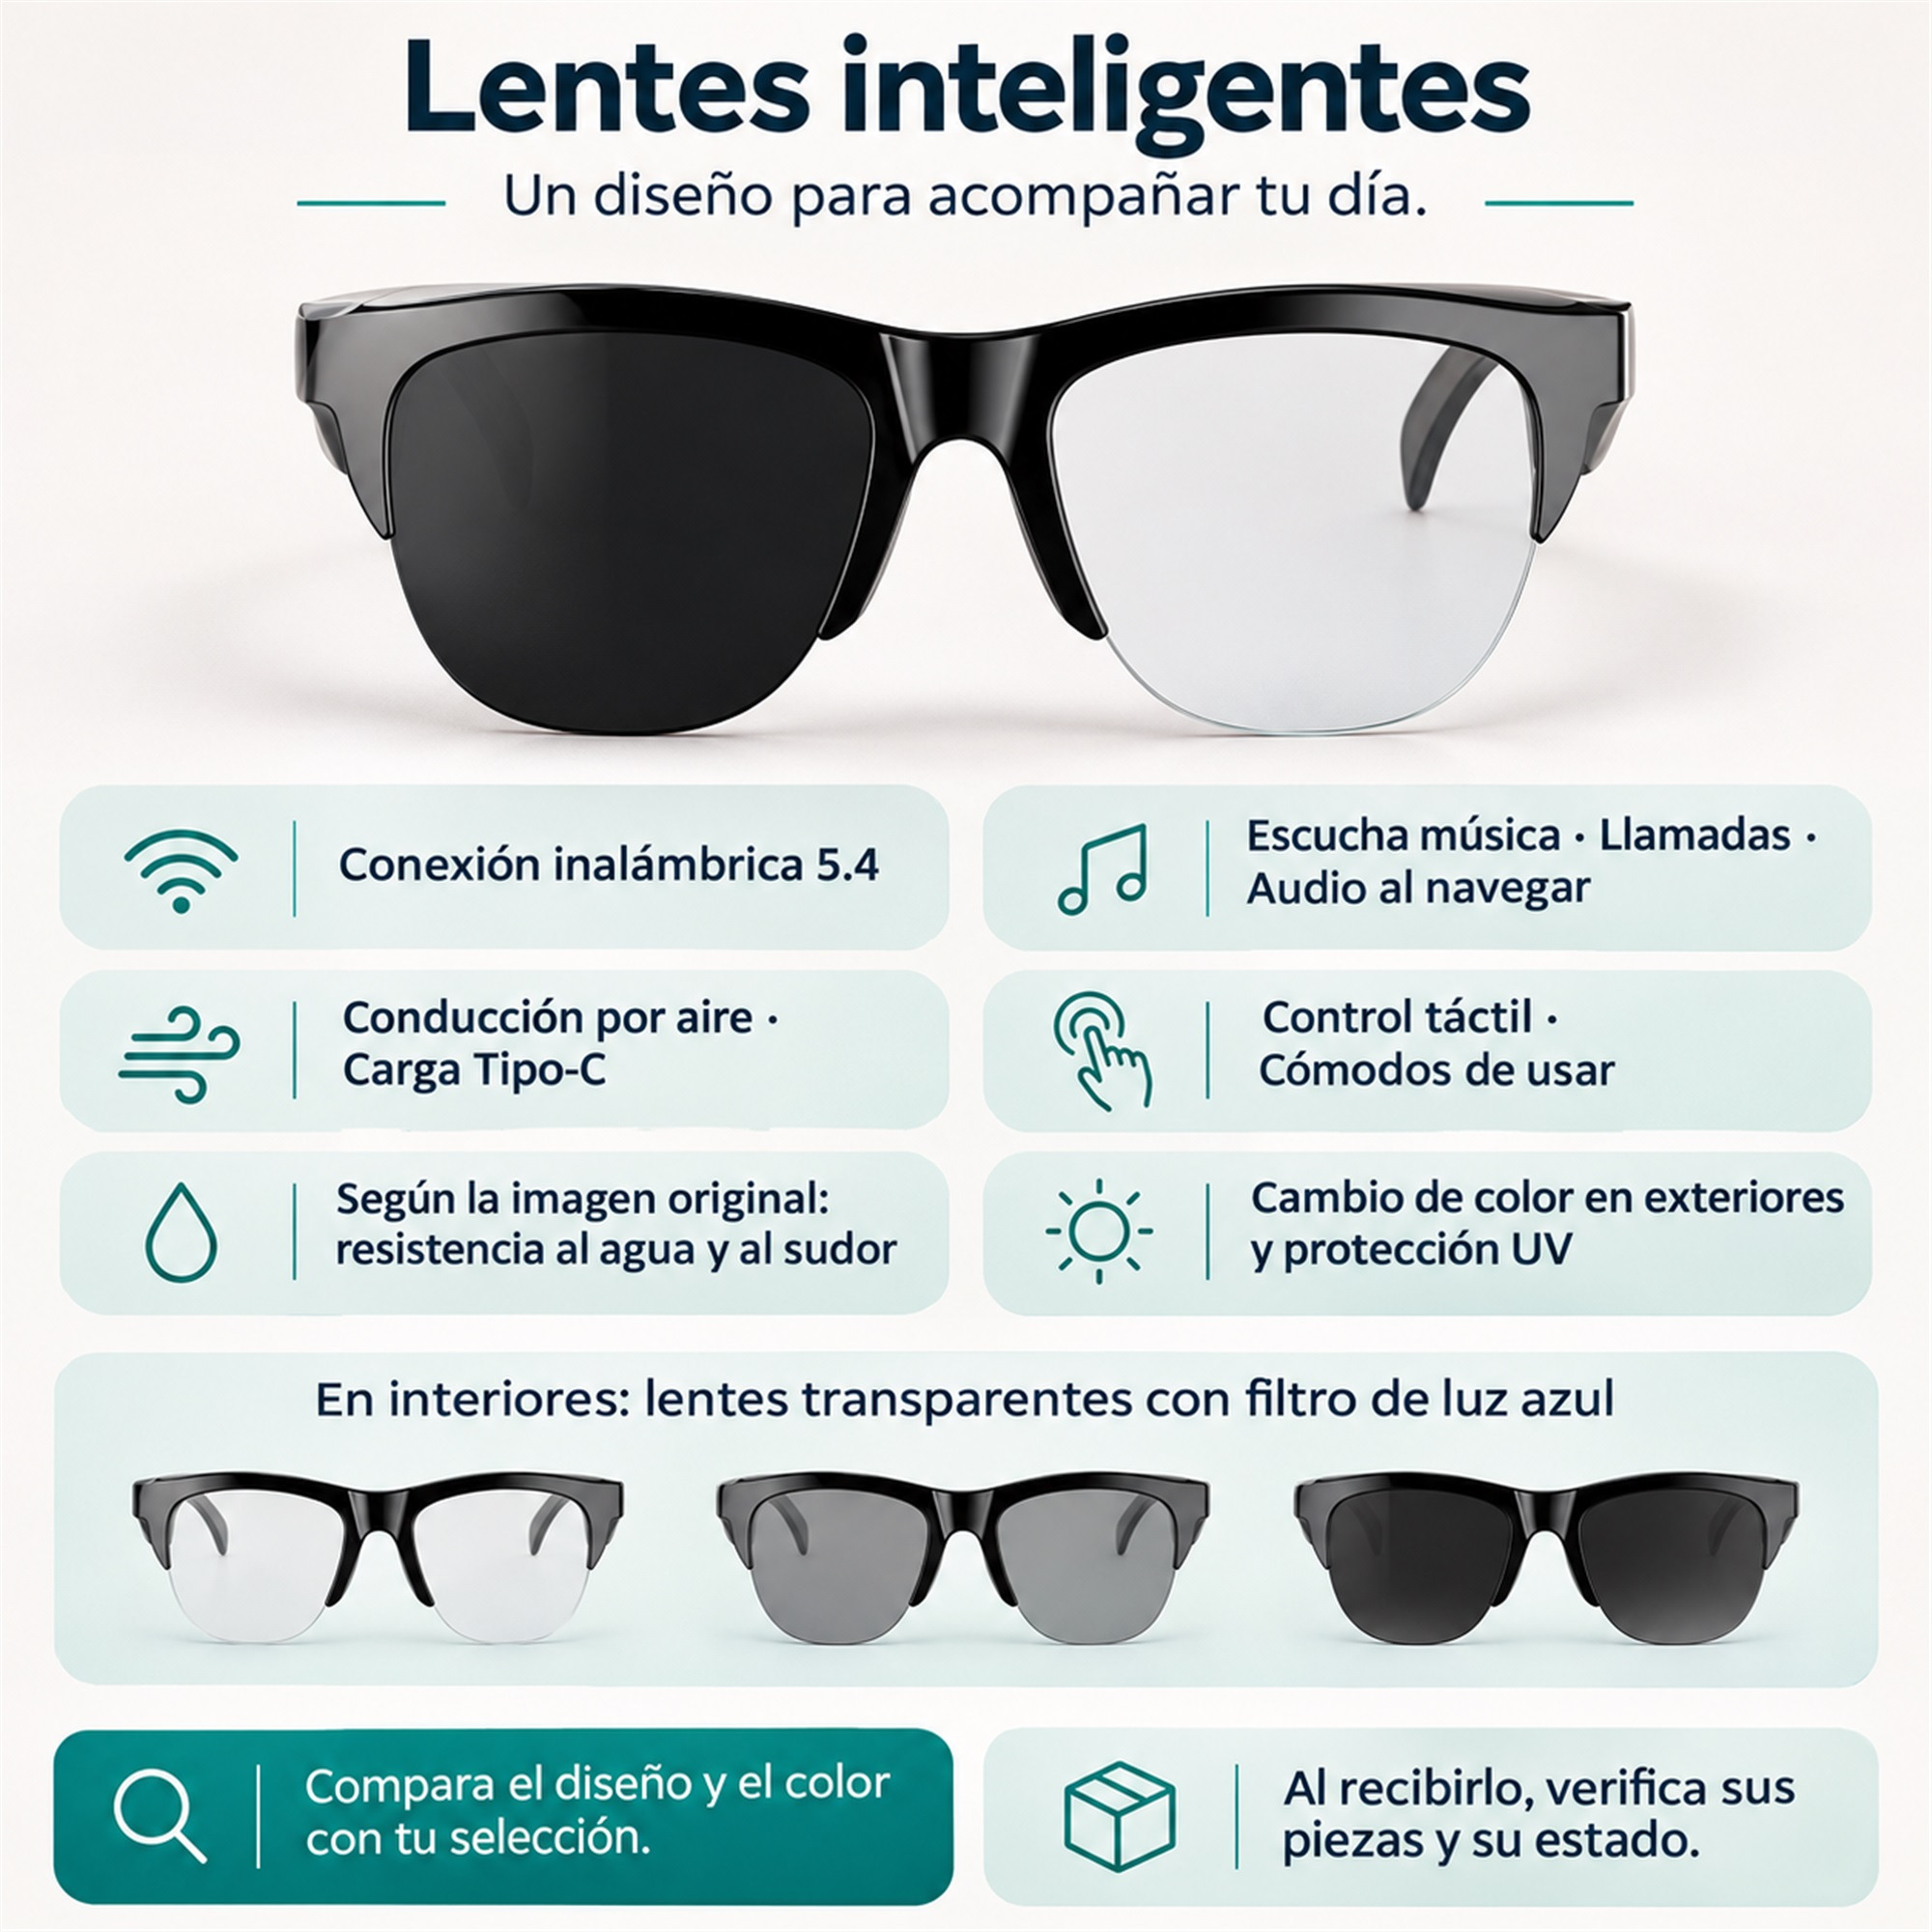 Lentes inteligentes
Un diseño para acompañar tu día.
Conexión inalámbrica 5.4
Escucha música · Llamadas ·
Audio al navegar
Conducción por aire ·
Carga Tipo-C
Control táctil ·
Cómodos de usar
Según la imagen original:
resistencia al agua y al sudor
Cambio de color en exteriores
y protección UV
En interiores: lentes transparentes con filtro de luz azul
Compara el diseño y el color
con tu selección.
Al recibirlo, verifica sus
piezas y su estado.